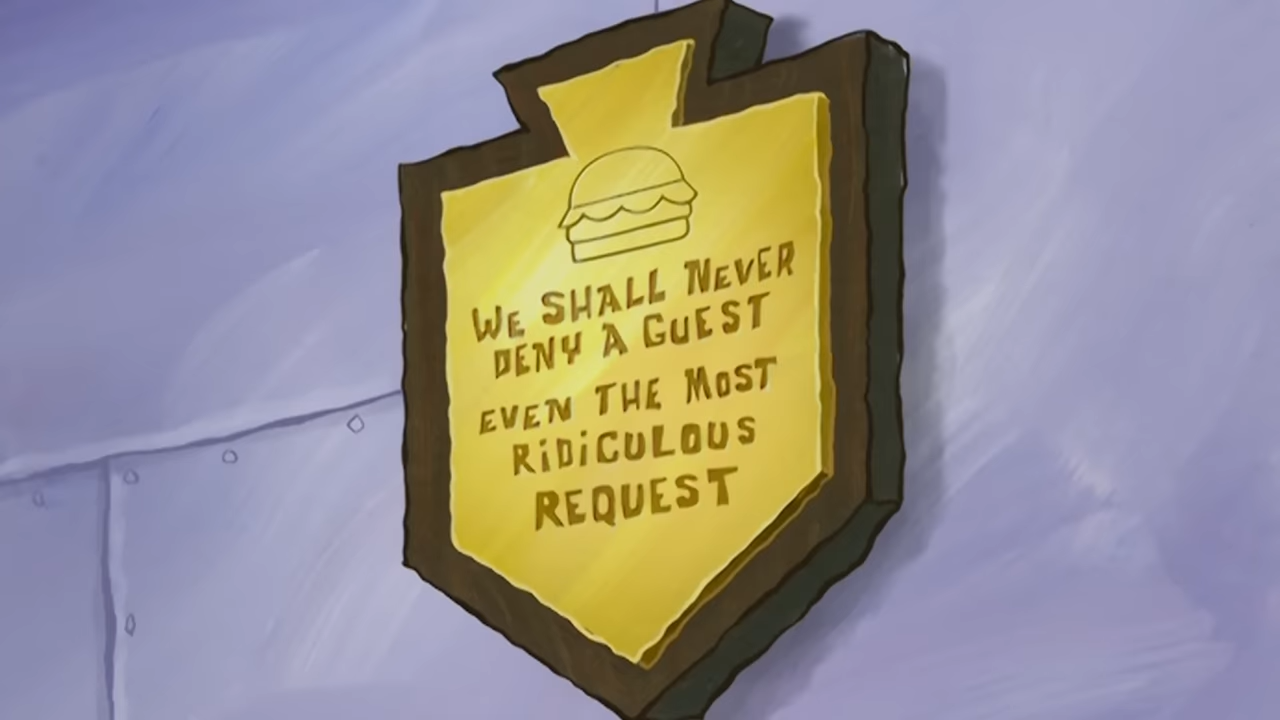 WE SHALL NEVER
DENY A GUEST
EVEN THE MOST
RiDiCULOUS
REQUEST